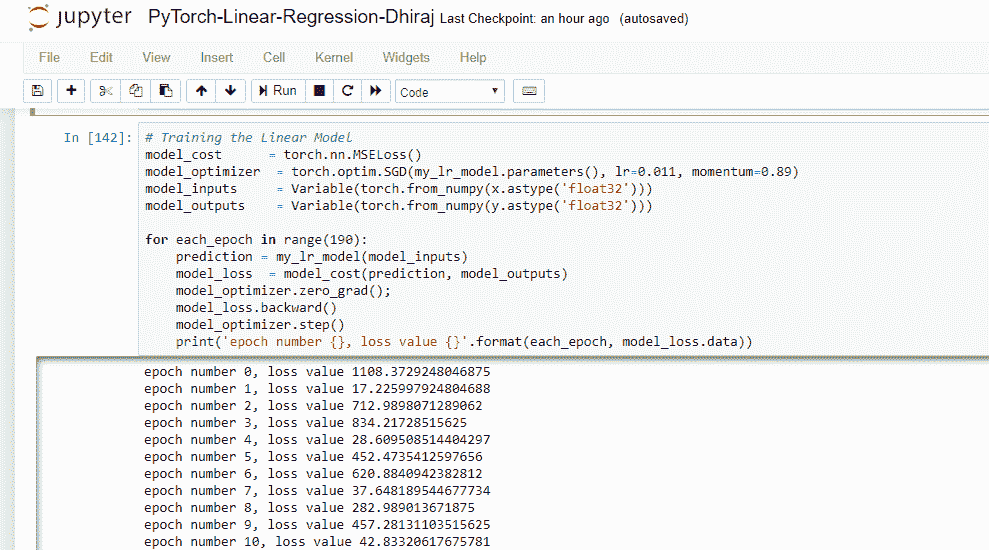 jupyter PyTorch-Linear-Regression-Dhiraj Last Checkpoint: an hour ago (autosaved)
File Edit View Insert Cell Kernel Widgets Help
Run Code
In [142]: # Training the Linear Model
model_cost = torch.nn.MSELoss()
model_optimizer = torch.optim.SGD(my_lr_model.parameters(), lr=0.011, momentum=0.89)
model_inputs = Variable(torch.from_numpy(x.astype('float32')))
model_outputs = Variable(torch.from_numpy(y.astype('float32')))
for each_epoch in range(190):
prediction = my_lr_model(model_inputs)
model_loss = model_cost(prediction, model_outputs)
model_optimizer.zero_grad();
model_loss.backward()
model_optimizer.step()
print('epoch number {}, loss value {}'.format(each_epoch, model_loss.data))
epoch number 0, loss value 1108.3729248046875
epoch number 1, loss value 17.225997924804688
epoch number 2, loss value 712.9898071289062
epoch number 3, loss value 834.21728515625
epoch number 4, loss value 28.609508514404297
epoch number 5, loss value 452.4735412597656
epoch number 6, loss value 620.8840942382812
epoch number 7, loss value 37.648189544677734
epoch number 8, loss value 282.989013671875
epoch number 9, loss value 457.28131103515625
epoch number 10, loss value 42.83320617675781